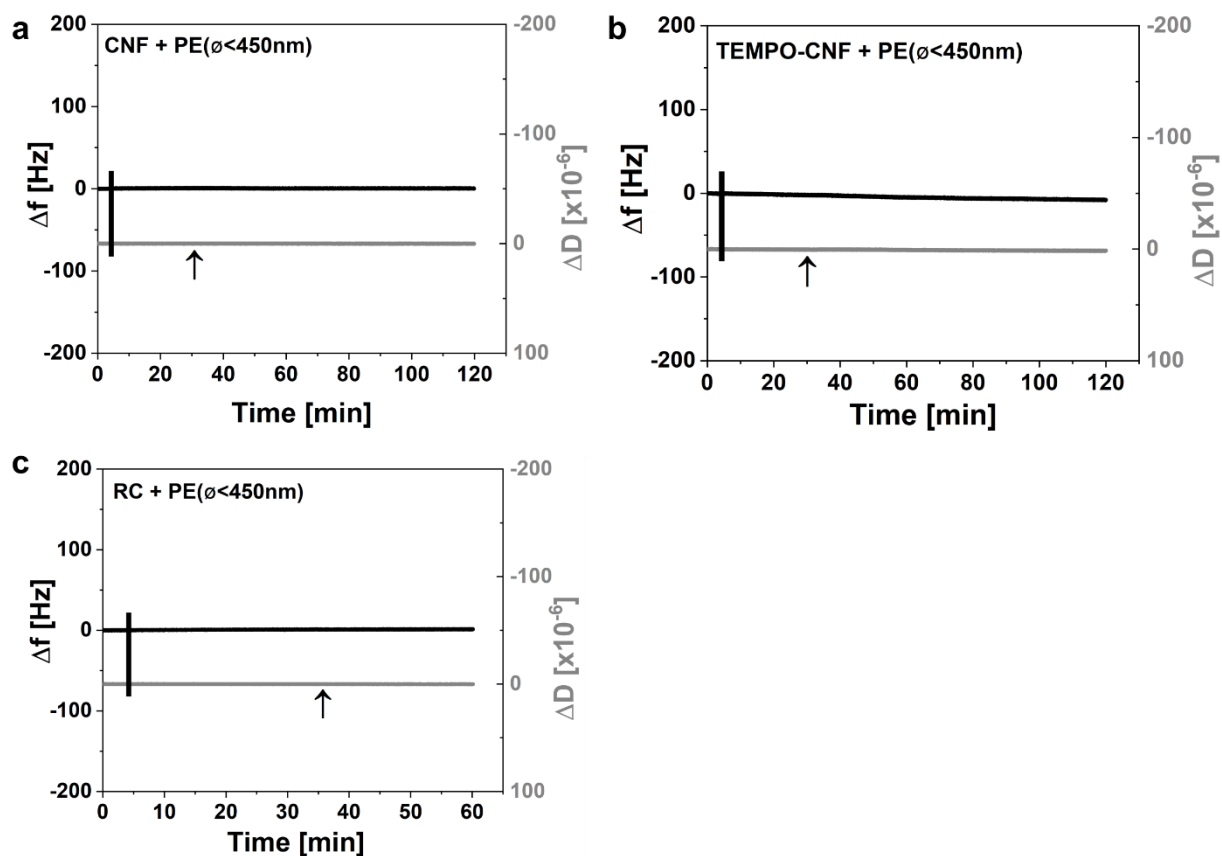 a
CNF + PE(ø<450nm)
200
100
0
-100
-200
Δf [Hz]
-200
-100
0
100
ΔD [x10⁻⁶]
0 20 40 60 80 100 120
Time [min]
b
TEMPO-CNF + PE(ø<450nm)
200
100
0
-100
-200
Δf [Hz]
-200
-100
0
100
ΔD [x10⁻⁶]
0 20 40 60 80 100 120
Time [min]
c
RC + PE(ø<450nm)
200
100
0
-100
-200
Δf [Hz]
-200
-100
0
100
ΔD [x10⁻⁶]
0 10 20 30 40 50 60
Time [min]